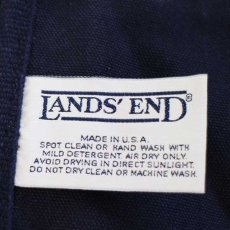 LANDS' END®
MADE IN U.S.A.
SPOT CLEAN OR HAND WASH WITH
MILD DETERGENT. AIR DRY ONLY.
AVOID DRYING IN DIRECT SUNLIGHT.
DO NOT DRY CLEAN OR MACHINE WASH.